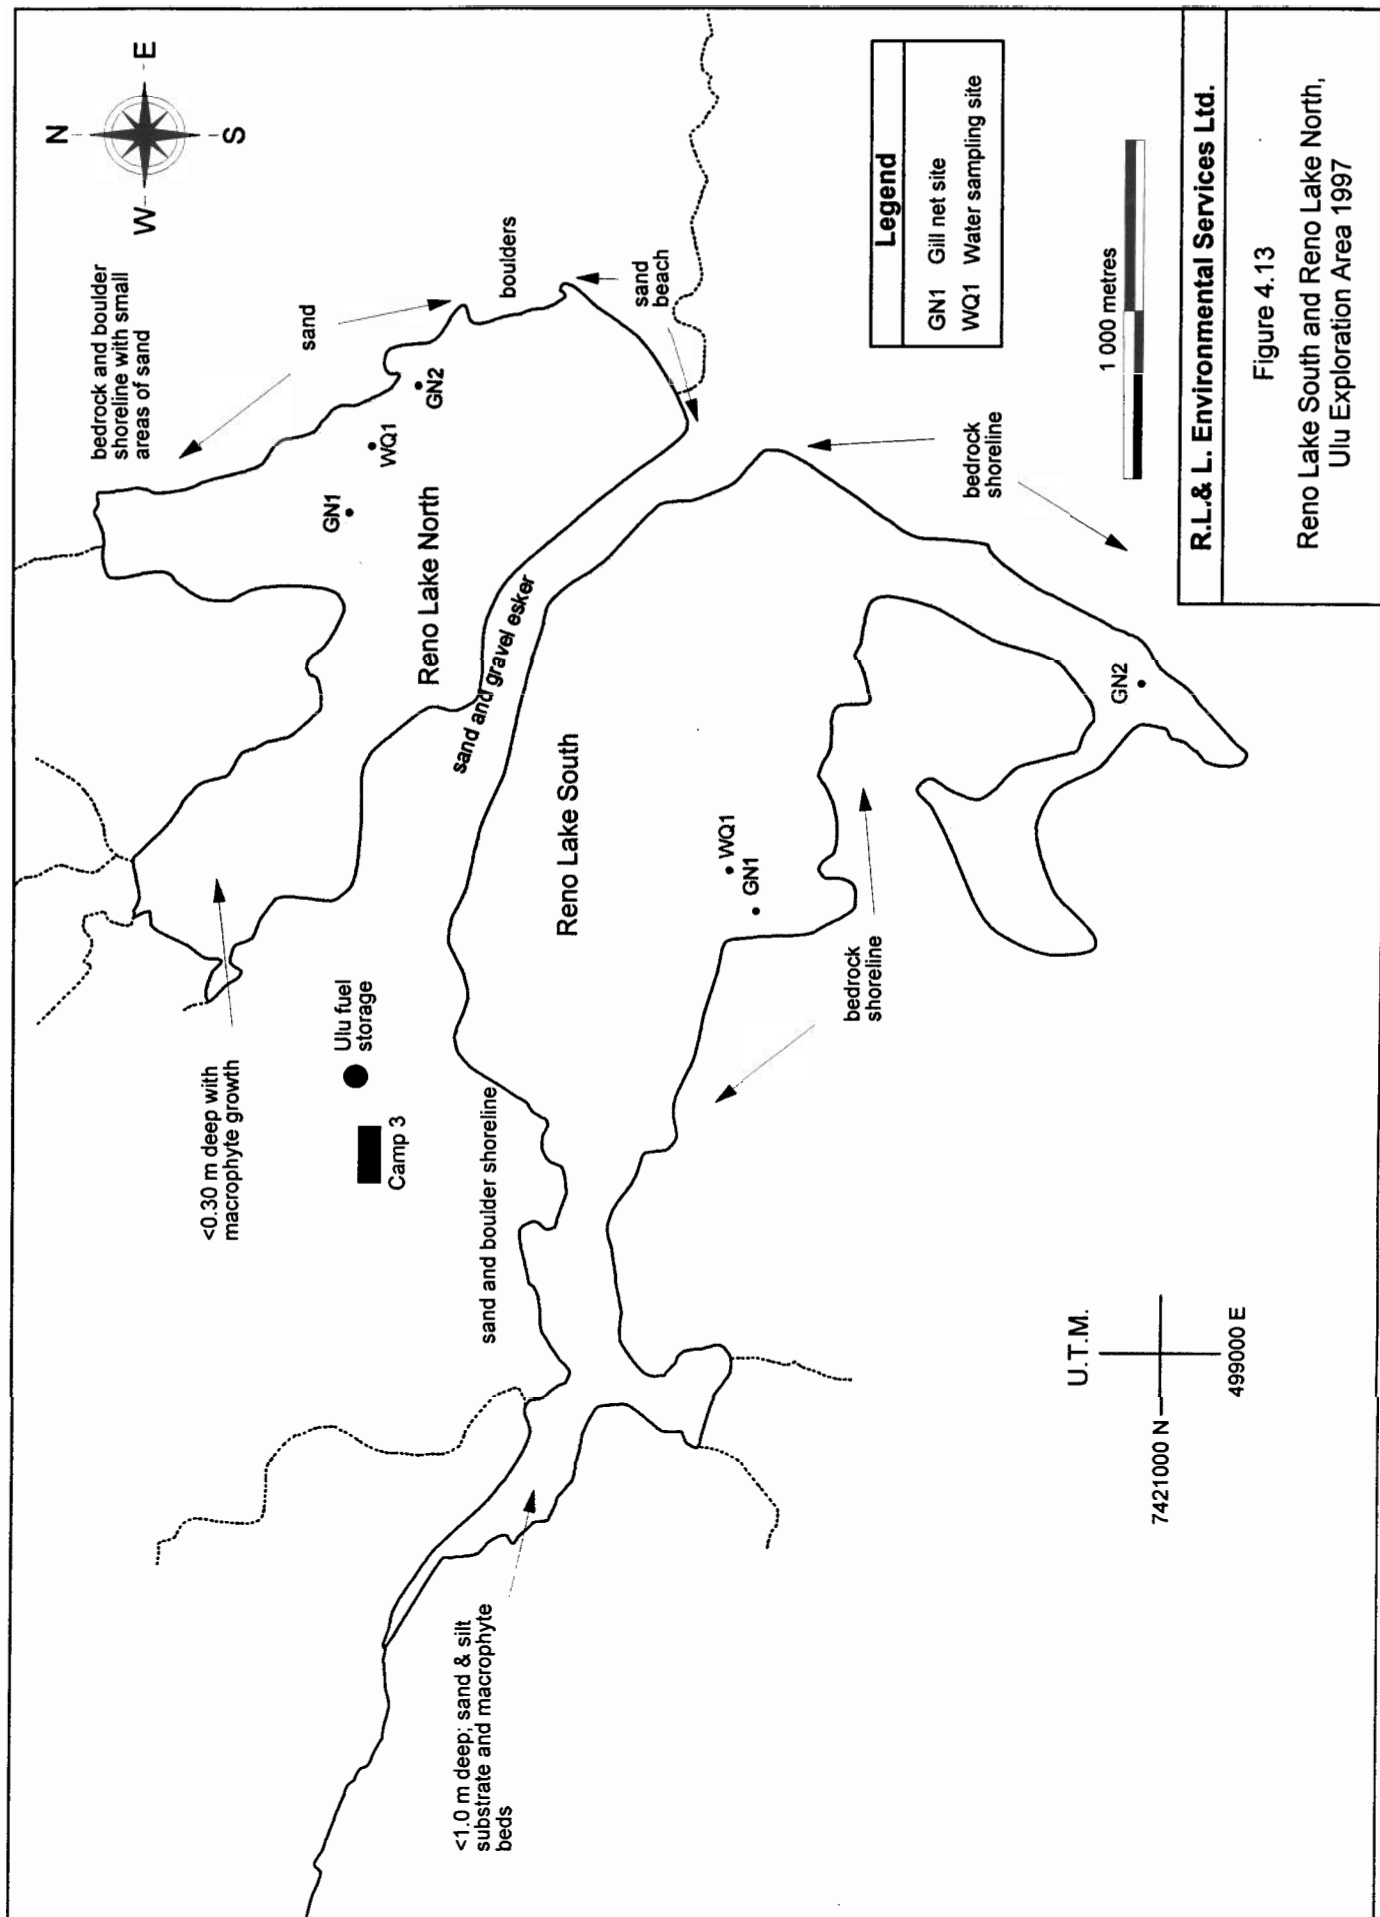 N
W
E
S
bedrock and boulder
shoreline with small
areas of sand
sand
boulders
sand
beach
GN1
WQ1
GN2
Reno Lake North
<0.30 m deep with
macrophyte growth
Ulu fuel
storage
Camp 3
sand and gravel esker
sand and boulder shoreline
Reno Lake South
WQ1
GN1
GN2
bedrock
shoreline
bedrock
shoreline
<1.0 m deep; sand & silt
substrate and macrophyte
beds
U.T.M.
7421000 N
499000 E
Legend
GN1 Gill net site
WQ1 Water sampling site
1 000 metres
R.L.& L. Environmental Services Ltd.
Figure 4.13
Reno Lake South and Reno Lake North,
Ulu Exploration Area 1997